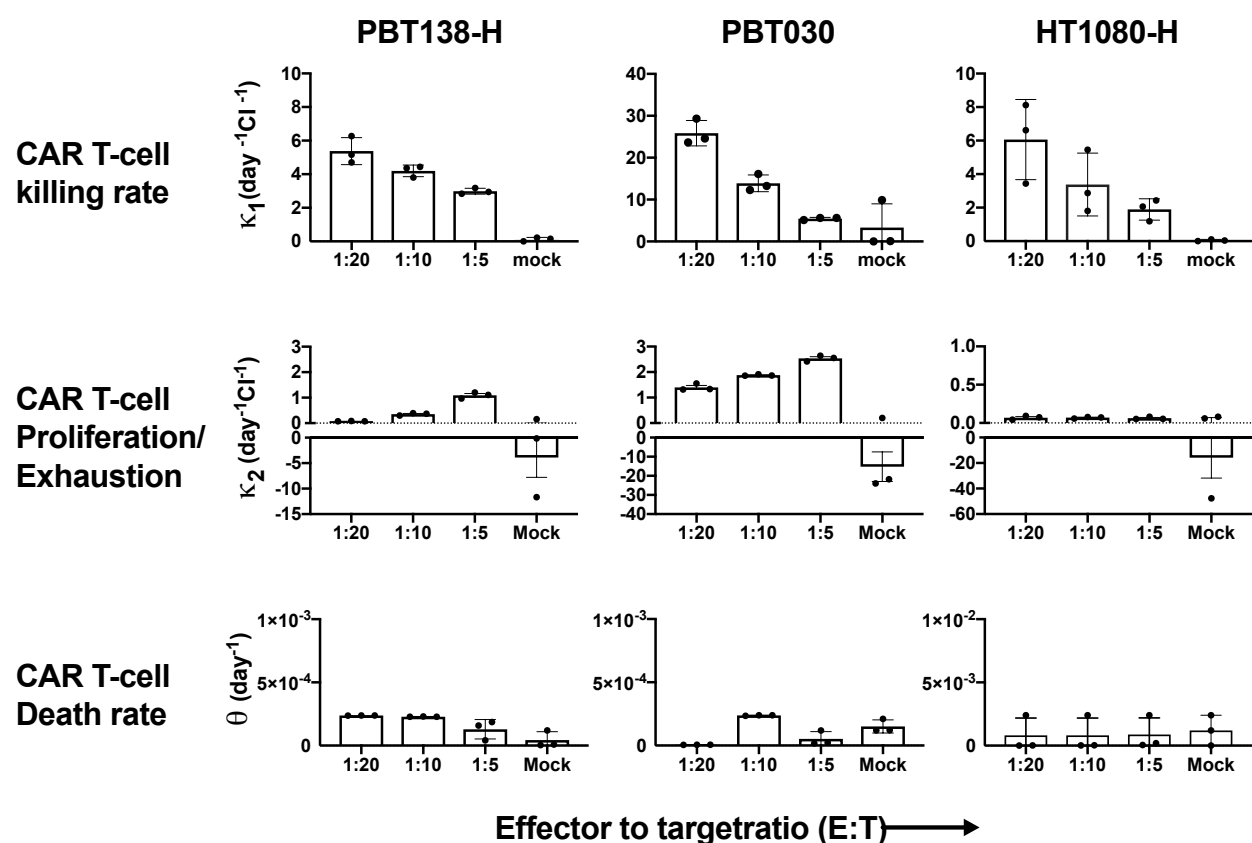 PBT138-H PBT030 HT1080-H
CAR T-cell
killing rate
κ1(day -1CI -1)
10
8
6
4
2
0
1:20 1:10 1:5 mock
40
30
20
10
0
1:20 1:10 1:5 mock
10
8
6
4
2
0
1:20 1:10 1:5 mock
CAR T-cell
Proliferation/
Exhaustion
κ2 (day-1CI-1)
3
2
1
0
0
-5
-10
-15
1:20 1:10 1:5 Mock
3
2
1
0
0
-10
-20
-30
-40
1:20 1:10 1:5 Mock
1.0
0.5
0.0
0
-20
-40
-60
1:20 1:10 1:5 Mock
CAR T-cell
Death rate
θ (day-1)
1×10-3
5×10-4
0
1:20 1:10 1:5 Mock
1×10-3
5×10-4
0
1:20 1:10 1:5 Mock
1×10-2
5×10-3
0
1:20 1:10 1:5 Mock
Effector to targetratio (E:T)